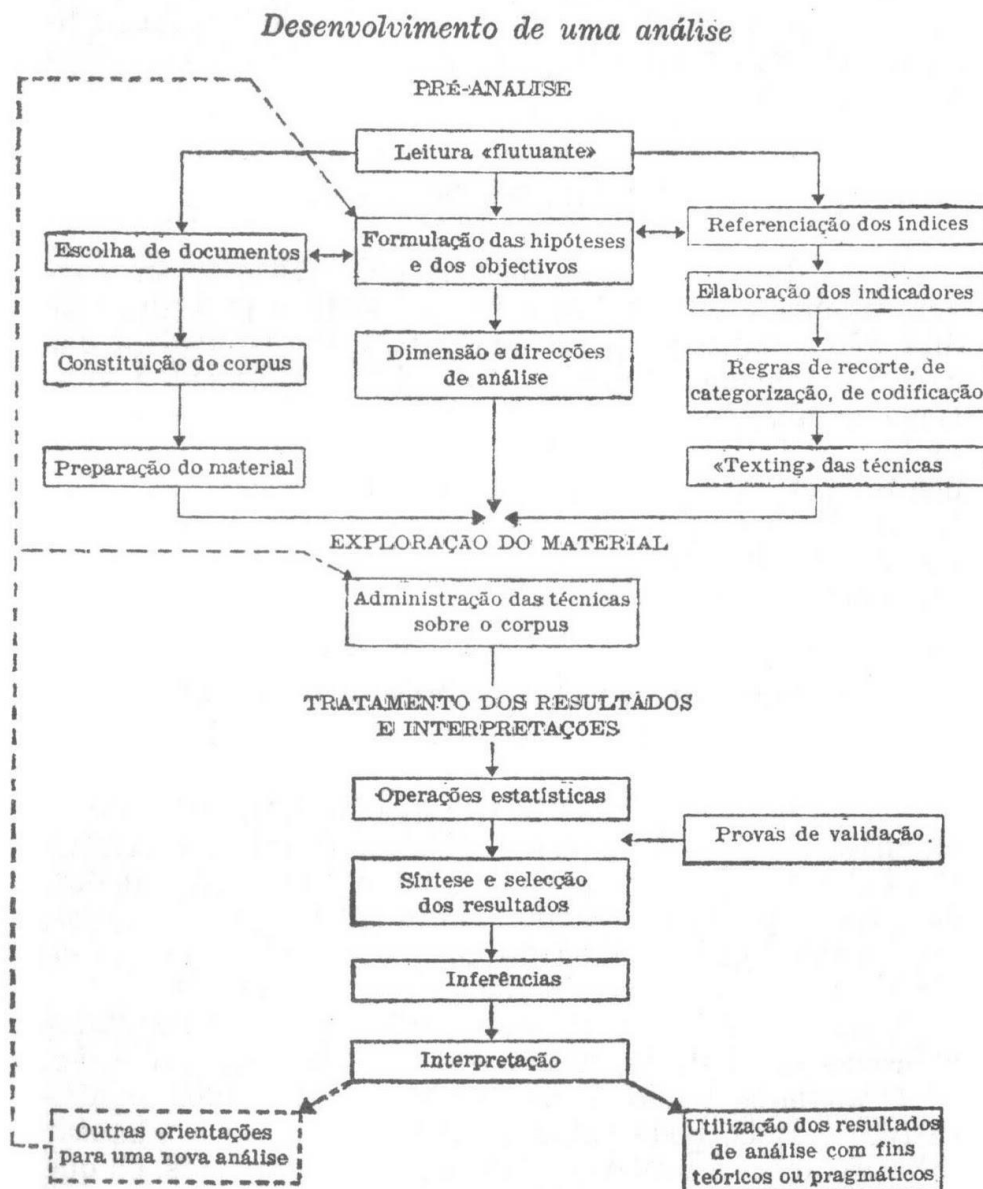 Desenvolvimento de uma análise
PRÉ-ANÁLISE
Leitura «flutuante»
Escolha de documentos
Formulação das hipóteses
e dos objectivos
Referenciação dos índices
Elaboração dos indicadores
Constituição do corpus
Dimensão e direcções
de análise
Regras de recorte, de
categorização, de codificação
Preparação do material
«Texting» das técnicas
EXPLORAÇÃO DO MATERIAL
Administração das técnicas
sobre o corpus
TRATAMENTO DOS RESULTADOS
E INTERPRETAÇÕES
Operações estatísticas
Provas de validação.
Síntese e selecção
dos resultados
Inferências
Interpretação
Outras orientações
para uma nova análise
Utilização dos resultados
de análise com fins
teóricos ou pragmáticos